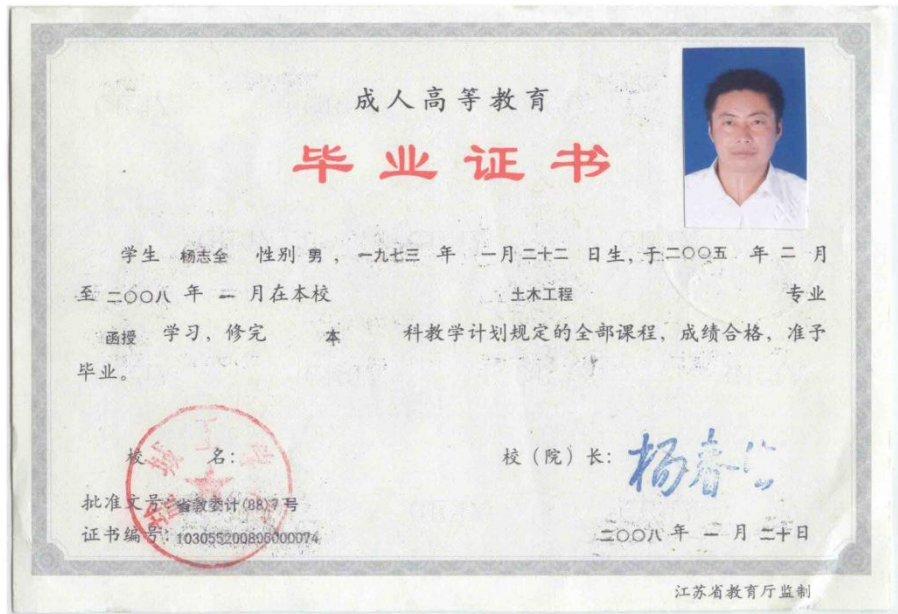 成人高等教育
毕业证书
学生 杨志全 性别 男，一九七三 年 一月二十二 日生，于二〇〇五 年 二 月
至 二〇〇八 年 一 月在本校 土木工程 专业
函授 学习，修完 本 科教学计划规定的全部课程，成绩合格，准予
毕业。
校 名： 校（院）长：
批准文号：省教委计(88)7号
证书编号：103055200806000074 二〇〇八 年 一 月 二十日
江苏省教育厅监制